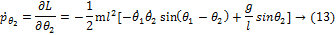 ṗ_θ₂ = ∂L/∂θ₂ = −1/2 ml²[−θ̇₁θ̇₂ sin(θ₁ − θ₂) + g/l sinθ₂] → (13)